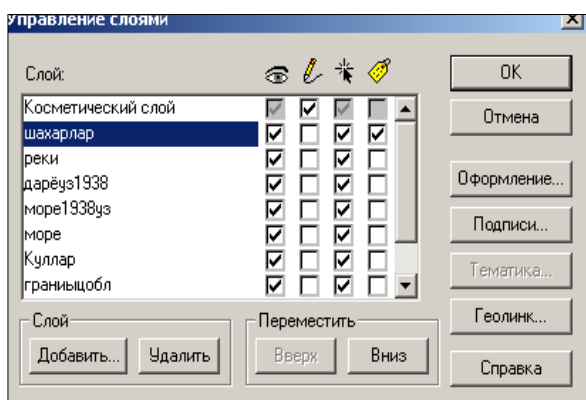 Управление слоями
Слой:
OK
Косметический слой
Отмена
шахарлар
реки
дарёуз1938
Оформление...
море1938уз
Подписи...
море
Куллар
Тематика...
граниыцобл
Слой
Переместить
Геолинк...
Добавить...
Удалить
Вверх
Вниз
Справка